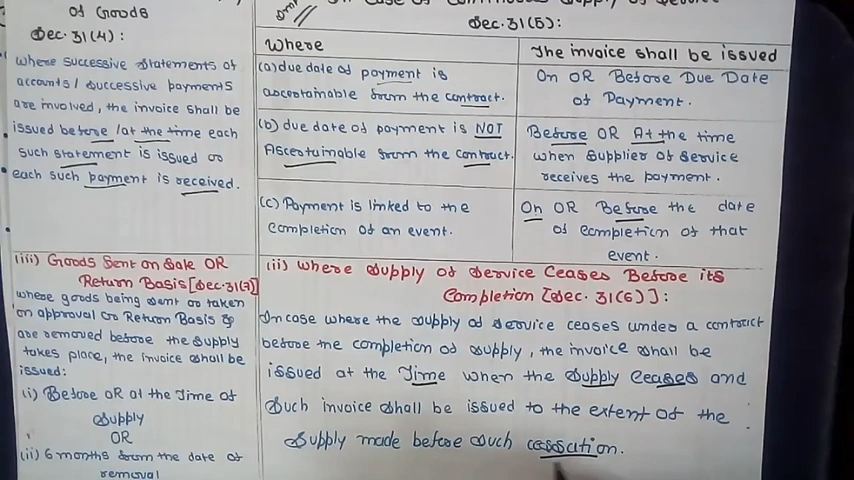 of Goods
Sec. 31(4) :
where successive statements of
accounts / successive payments
are involved, the invoice shall be
issued before /at the time each
such statement is issued or
each such payment is received.
(iii) Goods Sent on Sale OR
Return Basis [Sec. 31(7)]
where goods being sent or taken
on approval or Return Basis &
are removed before the supply
takes place, the invoice shall be
issued:
(i) Before OR at the Time of
Supply
OR
(ii) 6 months from the date of
removal
Sec. 31(5) :
Where
The invoice shall be issued
(a) due date of payment is
ascertainable from the contract.
On OR Before Due Date
of Payment.
(b) due date of payment is NOT
Ascertainable from the contract.
Before OR At the time
when supplier of service
receives the payment.
(c) Payment is linked to the
completion of an event.
On OR Before the date
of completion of that
event.
(ii) Where Supply of Service Ceases Before its
Completion [Sec. 31(6)] :
In case where the supply of service ceases under a contract
before the completion of supply, the invoice shall be
issued at the Time when the Supply Ceases and
Such invoice shall be issued to the extent of the
Supply made before such cessation.